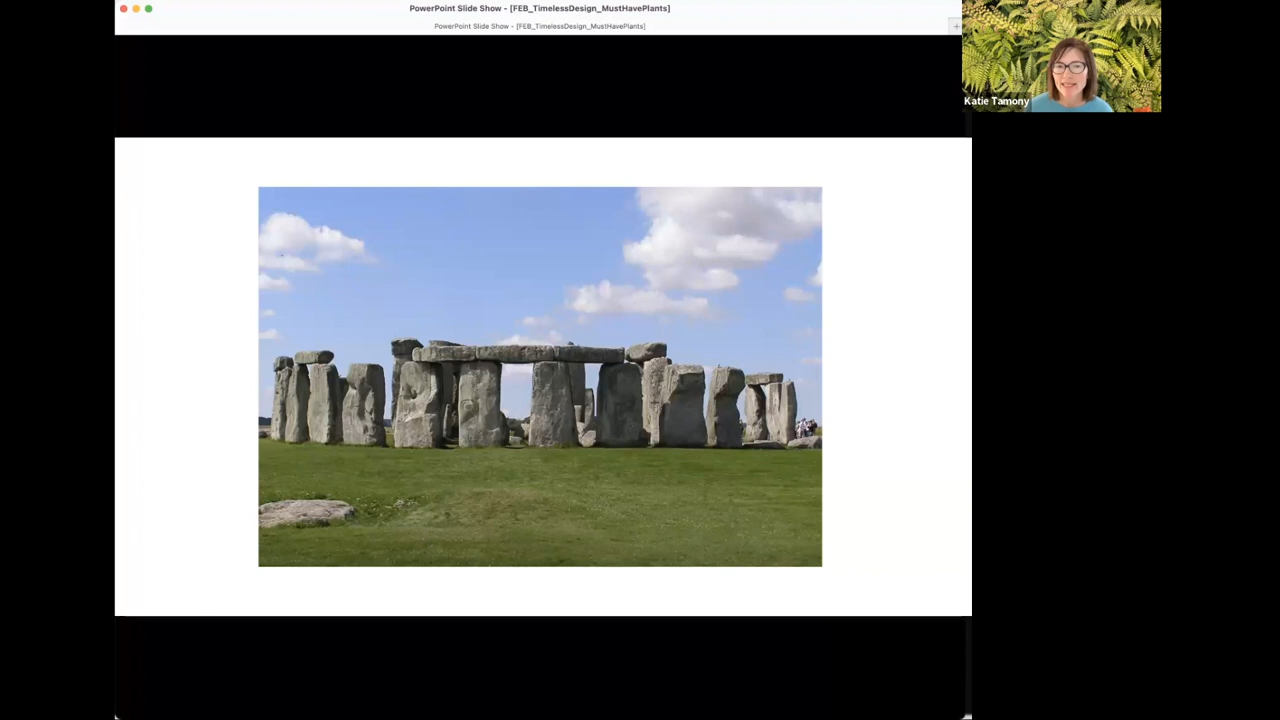 PowerPoint Slide Show - [FEB_TimelessDesign_MustHavePlants]
PowerPoint Slide Show - [FEB_TimelessDesign_MustHavePlants]
Katie Tamony